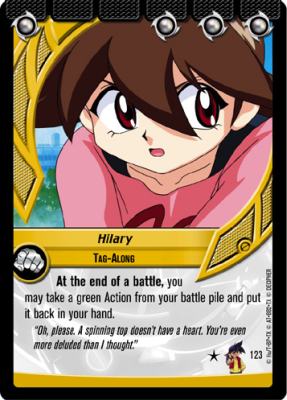 Hilary
TAG-ALONG
At the end of a battle, you
may take a green Action from your battle pile and put
it back in your hand.
"Oh, please. A spinning top doesn't have a heart. You're even
more deluded than I thought."
123
DECIPHER